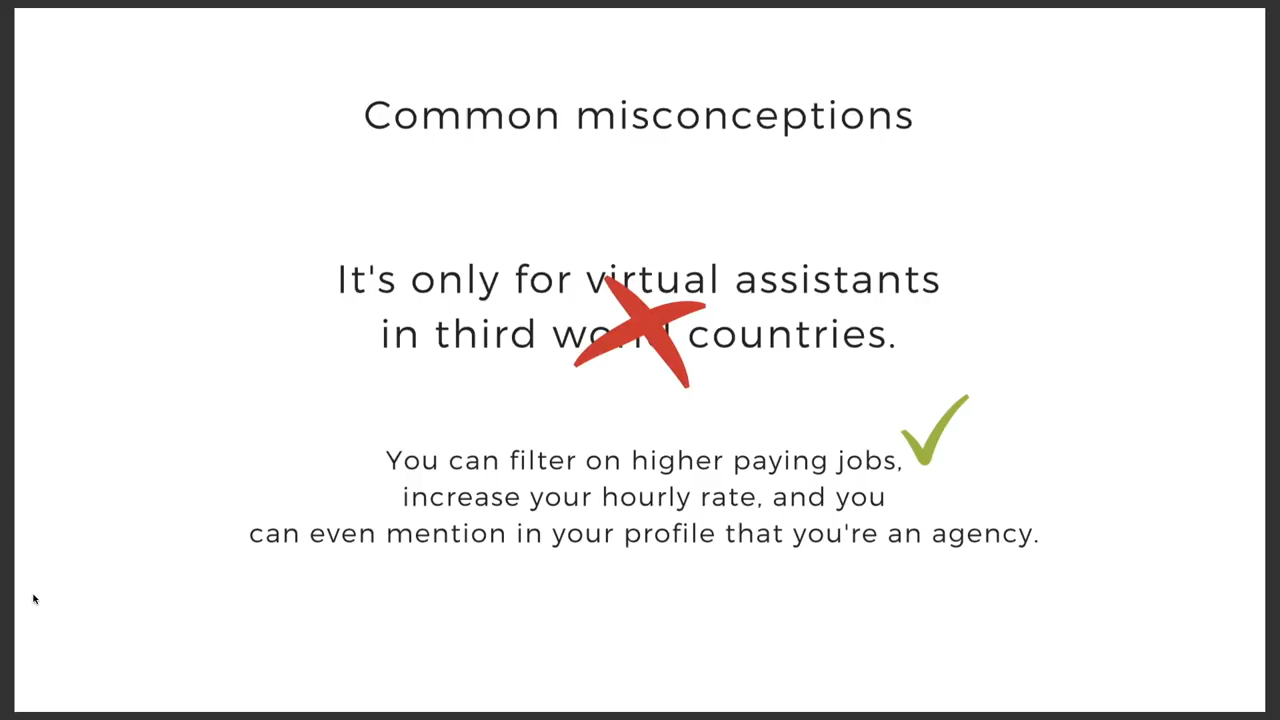 Common misconceptions
It's only for virtual assistants
in third world countries.
You can filter on higher paying jobs,
increase your hourly rate, and you
can even mention in your profile that you're an agency.